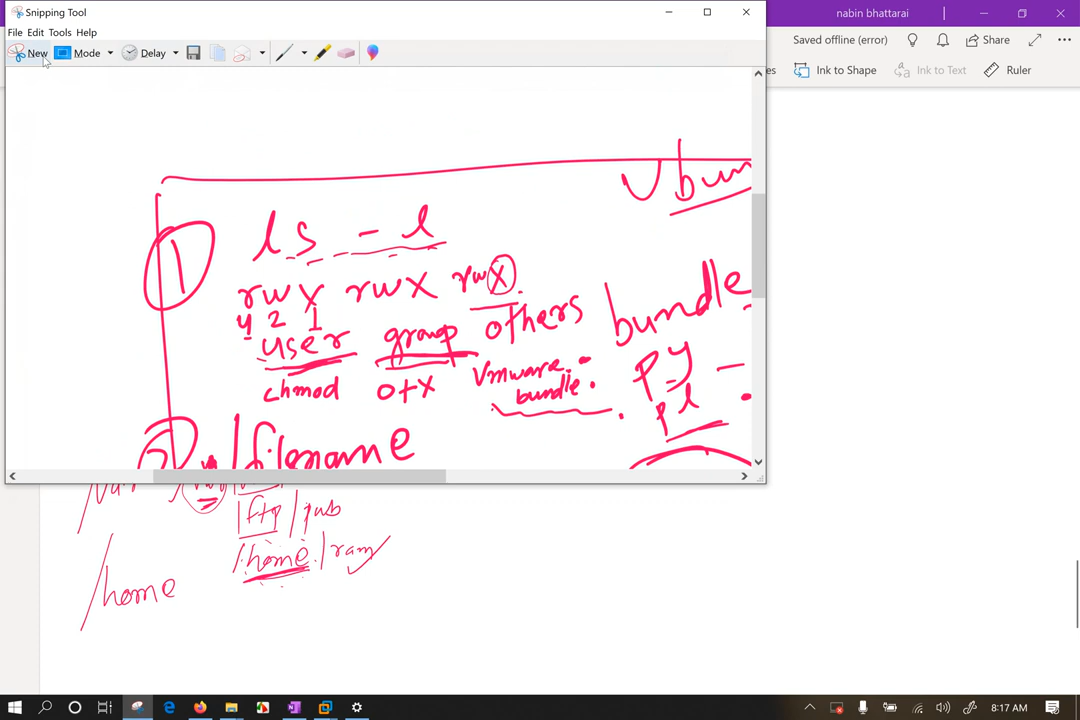 Snipping Tool
nabin bhattarai
File Edit Tools Help
New Mode Delay
Saved offline (error) Share
Ink to Shape Ink to Text Ruler
Ubun
1 ls - l
rwx rwx rwx
4 2 1
user group others bundle
chmod o+x vmware.
bundle.
py -
pl
./filename
/ftp/pub
/home/ram
/home
8:17 AM